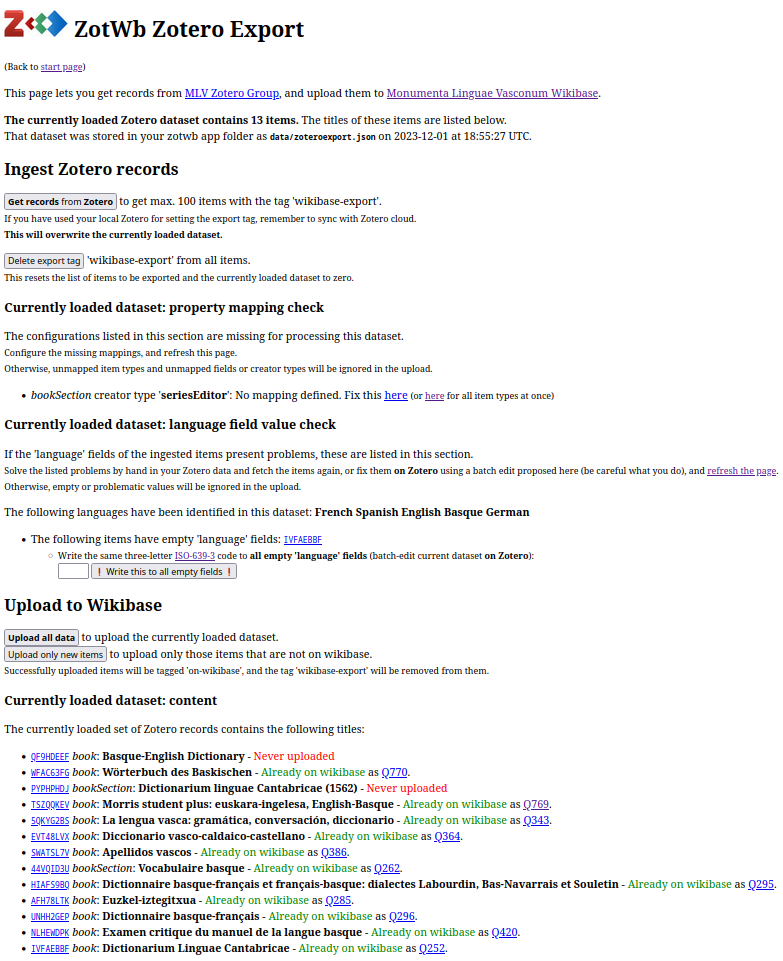 ZotWb Zotero Export
(Back to start page)
This page lets you get records from MLV Zotero Group, and upload them to Monumenta Linguae Vasconum Wikibase.
The currently loaded Zotero dataset contains 13 items. The titles of these items are listed below.
That dataset was stored in your zotwb app folder as data/zoteroexport.json on 2023-12-01 at 18:55:27 UTC.
Ingest Zotero records
Get records from Zotero to get max. 100 items with the tag 'wikibase-export'.
If you have used your local Zotero for setting the export tag, remember to sync with Zotero cloud.
This will overwrite the currently loaded dataset.
Delete export tag 'wikibase-export' from all items.
This resets the list of items to be exported and the currently loaded dataset to zero.
Currently loaded dataset: property mapping check
The configurations listed in this section are missing for processing this dataset.
Configure the missing mappings, and refresh this page.
Otherwise, unmapped item types and unmapped fields or creator types will be ignored in the upload.
• bookSection creator type 'seriesEditor': No mapping defined. Fix this here (or here for all item types at once)
Currently loaded dataset: language field value check
If the 'language' fields of the ingested items present problems, these are listed in this section.
Solve the listed problems by hand in your Zotero data and fetch the items again, or fix them on Zotero using a batch edit proposed here (be careful what you do), and refresh the page.
Otherwise, empty or problematic values will be ignored in the upload.
The following languages have been identified in this dataset: French Spanish English Basque German
• The following items have empty 'language' fields: IVFAEBBF
◦ Write the same three-letter ISO-639-3 code to all empty 'language' fields (batch-edit current dataset on Zotero):
❗ Write this to all empty fields ❗
Upload to Wikibase
Upload all data to upload the currently loaded dataset.
Upload only new items to upload only those items that are not on wikibase.
Successfully uploaded items will be tagged 'on-wikibase', and the tag 'wikibase-export' will be removed from them.
Currently loaded dataset: content
The currently loaded set of Zotero records contains the following titles:
• QF9HDEEF book: Basque-English Dictionary - Never uploaded
• WFAC63FG book: Wörterbuch des Baskischen - Already on wikibase as Q770.
• PYPHPHDJ bookSection: Dictionarium linguae Cantabricae (1562) - Never uploaded
• TSZQQKEV book: Morris student plus: euskara-ingelesa, English-Basque - Already on wikibase as Q769.
• 5QKYG2BS book: La lengua vasca: gramática, conversación, diccionario - Already on wikibase as Q343.
• EVT48LVX book: Diccionario vasco-caldaico-castellano - Already on wikibase as Q364.
• SWATSL7V book: Apellidos vascos - Already on wikibase as Q386.
• 44VQID3U bookSection: Vocabulaire basque - Already on wikibase as Q262.
• HIAFS9BQ book: Dictionnaire basque-français et français-basque: dialectes Labourdin, Bas-Navarrais et Souletin - Already on wikibase as Q295.
• AFH78LTK book: Euzkel-iztegitxua - Already on wikibase as Q285.
• UNHH2GEP book: Dictionnaire basque-français - Already on wikibase as Q296.
• NLHEWDPK book: Examen critique du manuel de la langue basque - Already on wikibase as Q420.
• IVFAEBBF book: Dictionarium Linguae Cantabricae - Already on wikibase as Q252.